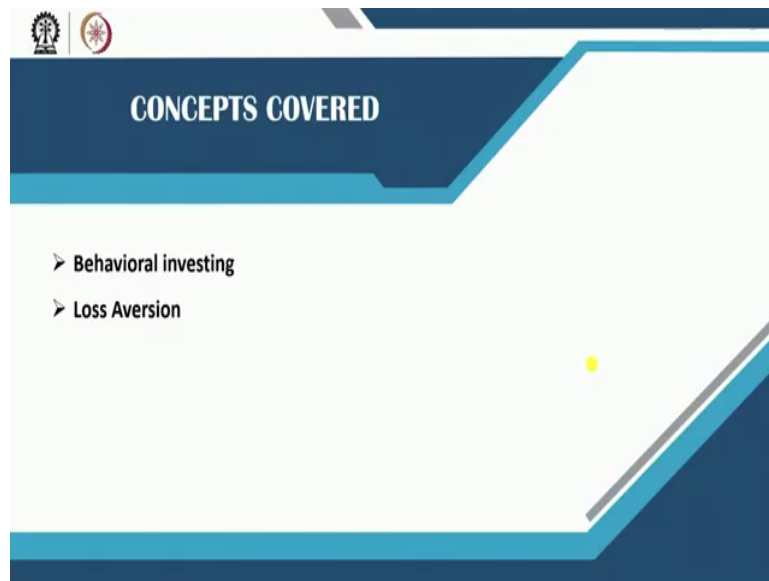 CONCEPTS COVERED
➢ Behavioral investing
➢ Loss Aversion